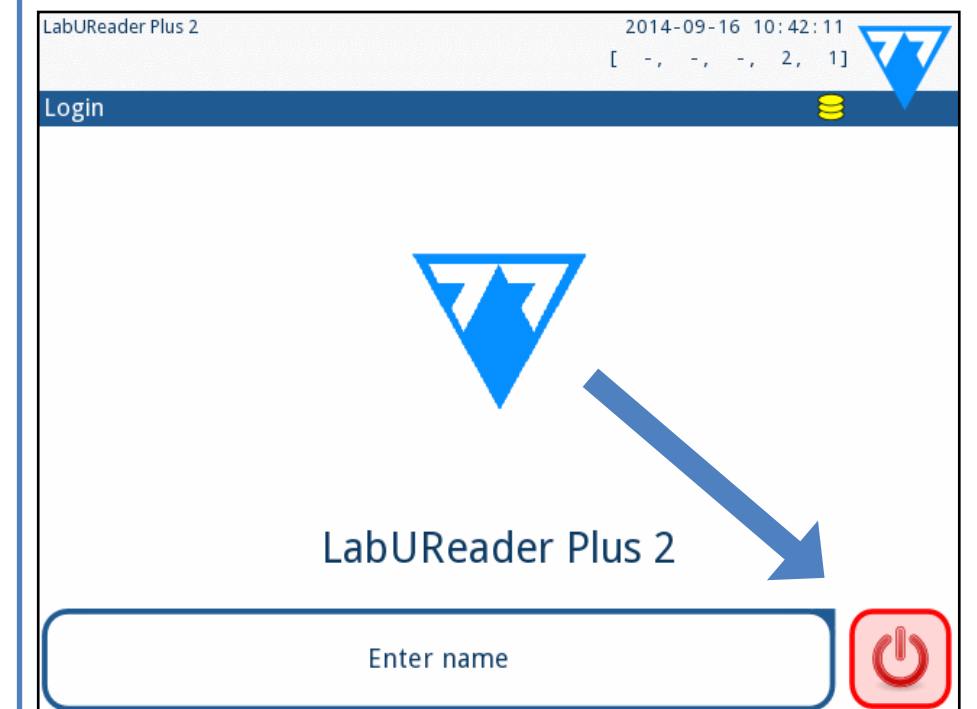 LabUReader Plus 2
2014-09-16 10:42:11
[ -, -, -, 2, 1]
Login
LabUReader Plus 2
Enter name